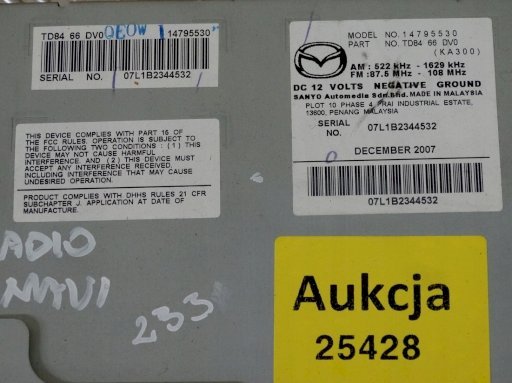 TD84 66 DV0 QEOW 1 14795530
SERIAL NO. 07L1B2344532
THIS DEVICE COMPLIES WITH PART 15 OF
THE FCC RULES. OPERATION IS SUBJECT TO
THE FOLLOWING TWO CONDITIONS : (1) THIS
DEVICE MAY NOT CAUSE HARMFUL
INTERFERENCE, AND (2) THIS DEVICE MUST
ACCEPT ANY INTERFERENCE RECEIVED,
INCLUDING INTERFERENCE THAT MAY CAUSE
UNDESIRED OPERATION.
PRODUCT COMPLIES WITH DHHS RULES 21 CFR
SUBCHAPTER J. APPLICATION AT DATE OF
MANUFACTURE.
ADIO
NAVI
233
MODEL NO. 14795530
PART NO. TD84 66 DV0
(KA300)
AM : 522 kHz - 1629 kHz
FM : 87.5 MHz - 108 MHz
DC 12 VOLTS NEGATIVE GROUND
SANYO Automedia Sdn.Bhd. MADE IN MALAYSIA
PLOT 10 PHASE 4 PRAI INDUSTRIAL ESTATE,
13600, PENANG MALAYSIA
SERIAL
NO. 07L1B2344532
DECEMBER 2007
07L1B2344532
Aukcja
25428